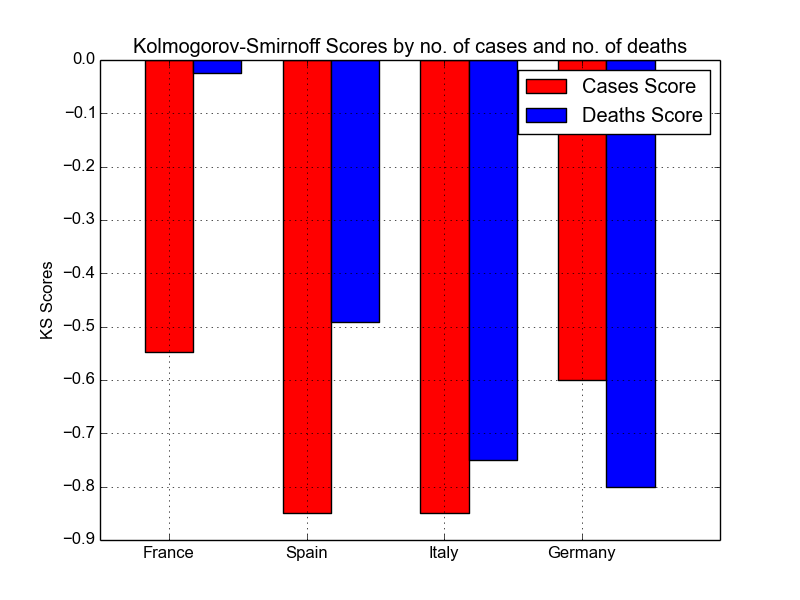 Kolmogorov-Smirnoff Scores by no. of cases and no. of deaths
0.0
−0.1
−0.2
−0.3
−0.4
−0.5
−0.6
−0.7
−0.8
−0.9
KS Scores
Cases Score
Deaths Score
France
Spain
Italy
Germany